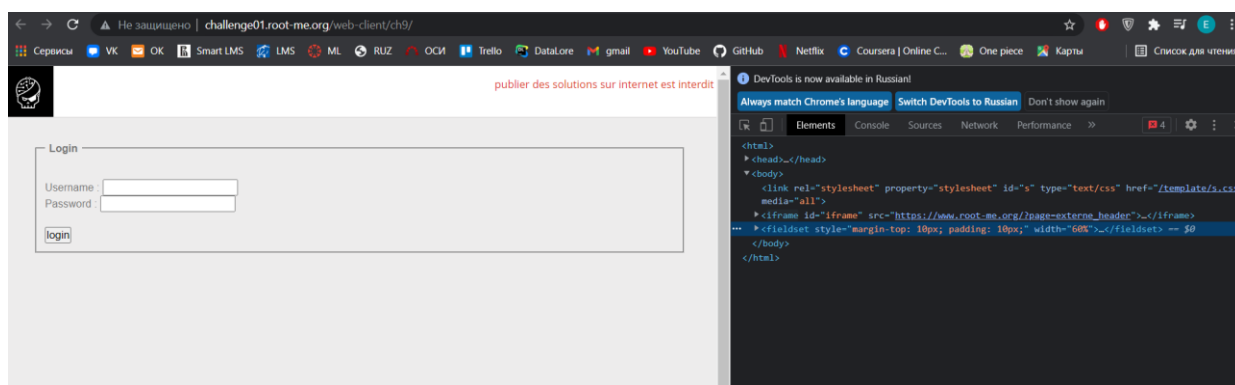 Не защищено | challenge01.root-me.org/web-client/ch9/
E
Сервисы VK OK Smart LMS LMS ML RUZ ОСИ Trello DataLore gmail YouTube GitHub Netflix Coursera | Online C... One piece Карты Список для чтения
publier des solutions sur internet est interdit
Login
Username :
Password :
login
DevTools is now available in Russian!
Always match Chrome's language Switch DevTools to Russian Don't show again
Elements Console Sources Network Performance » 4
<html>
<head>…</head>
<body>
<link rel="stylesheet" property="stylesheet" id="s" type="text/css" href="/template/s.css
media="all">
<iframe id="iframe" src="https://www.root-me.org/?page=externe_header">…</iframe>
<fieldset style="margin-top: 10px; padding: 10px;" width="60%">…</fieldset> == $0
</body>
</html>